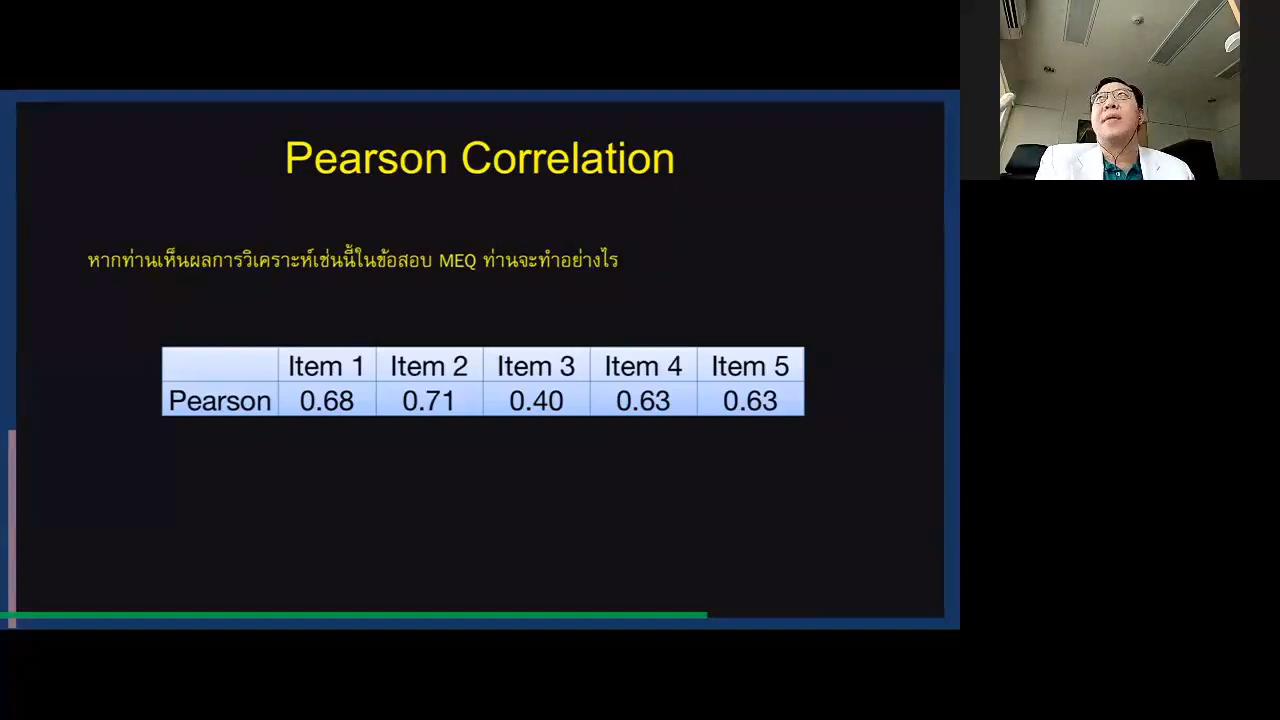 Pearson Correlation
หากท่านเห็นผลการวิเคราะห์เช่นนี้ในข้อสอบ MEQ ท่านจะทำอย่างไร
Item 1 Item 2 Item 3 Item 4 Item 5
Pearson 0.68 0.71 0.40 0.63 0.63